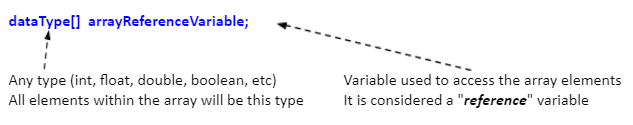 dataType[] arrayReferenceVariable;
Any type (int, float, double, boolean, etc)
All elements within the array will be this type
Variable used to access the array elements
It is considered a "reference" variable